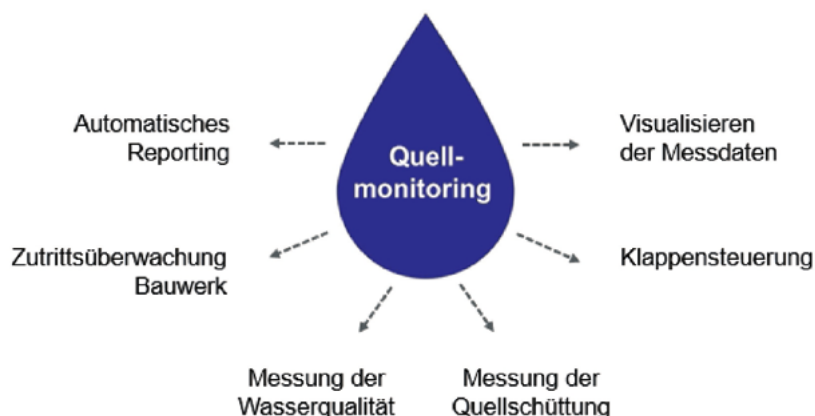 Automatisches
Reporting
Quell-
monitoring
Visualisieren
der Messdaten
Zutrittsüberwachung
Bauwerk
Klappensteuerung
Messung der
Wasserqualität
Messung der
Quellschüttung